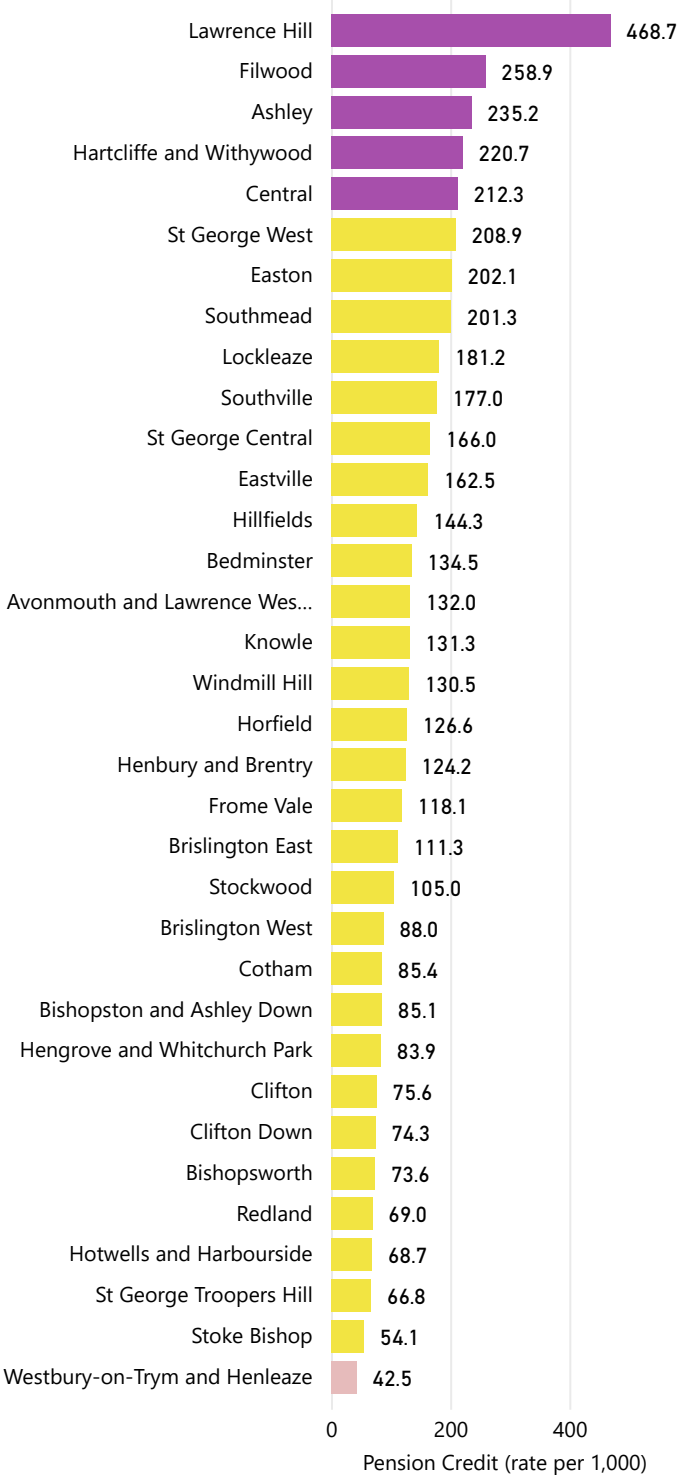 Lawrence Hill 468.7
Filwood 258.9
Ashley 235.2
Hartcliffe and Withywood 220.7
Central 212.3
St George West 208.9
Easton 202.1
Southmead 201.3
Lockleaze 181.2
Southville 177.0
St George Central 166.0
Eastville 162.5
Hillfields 144.3
Bedminster 134.5
Avonmouth and Lawrence Wes... 132.0
Knowle 131.3
Windmill Hill 130.5
Horfield 126.6
Henbury and Brentry 124.2
Frome Vale 118.1
Brislington East 111.3
Stockwood 105.0
Brislington West 88.0
Cotham 85.4
Bishopston and Ashley Down 85.1
Hengrove and Whitchurch Park 83.9
Clifton 75.6
Clifton Down 74.3
Bishopsworth 73.6
Redland 69.0
Hotwells and Harbourside 68.7
St George Troopers Hill 66.8
Stoke Bishop 54.1
Westbury-on-Trym and Henleaze 42.5
0 200 400
Pension Credit (rate per 1,000)